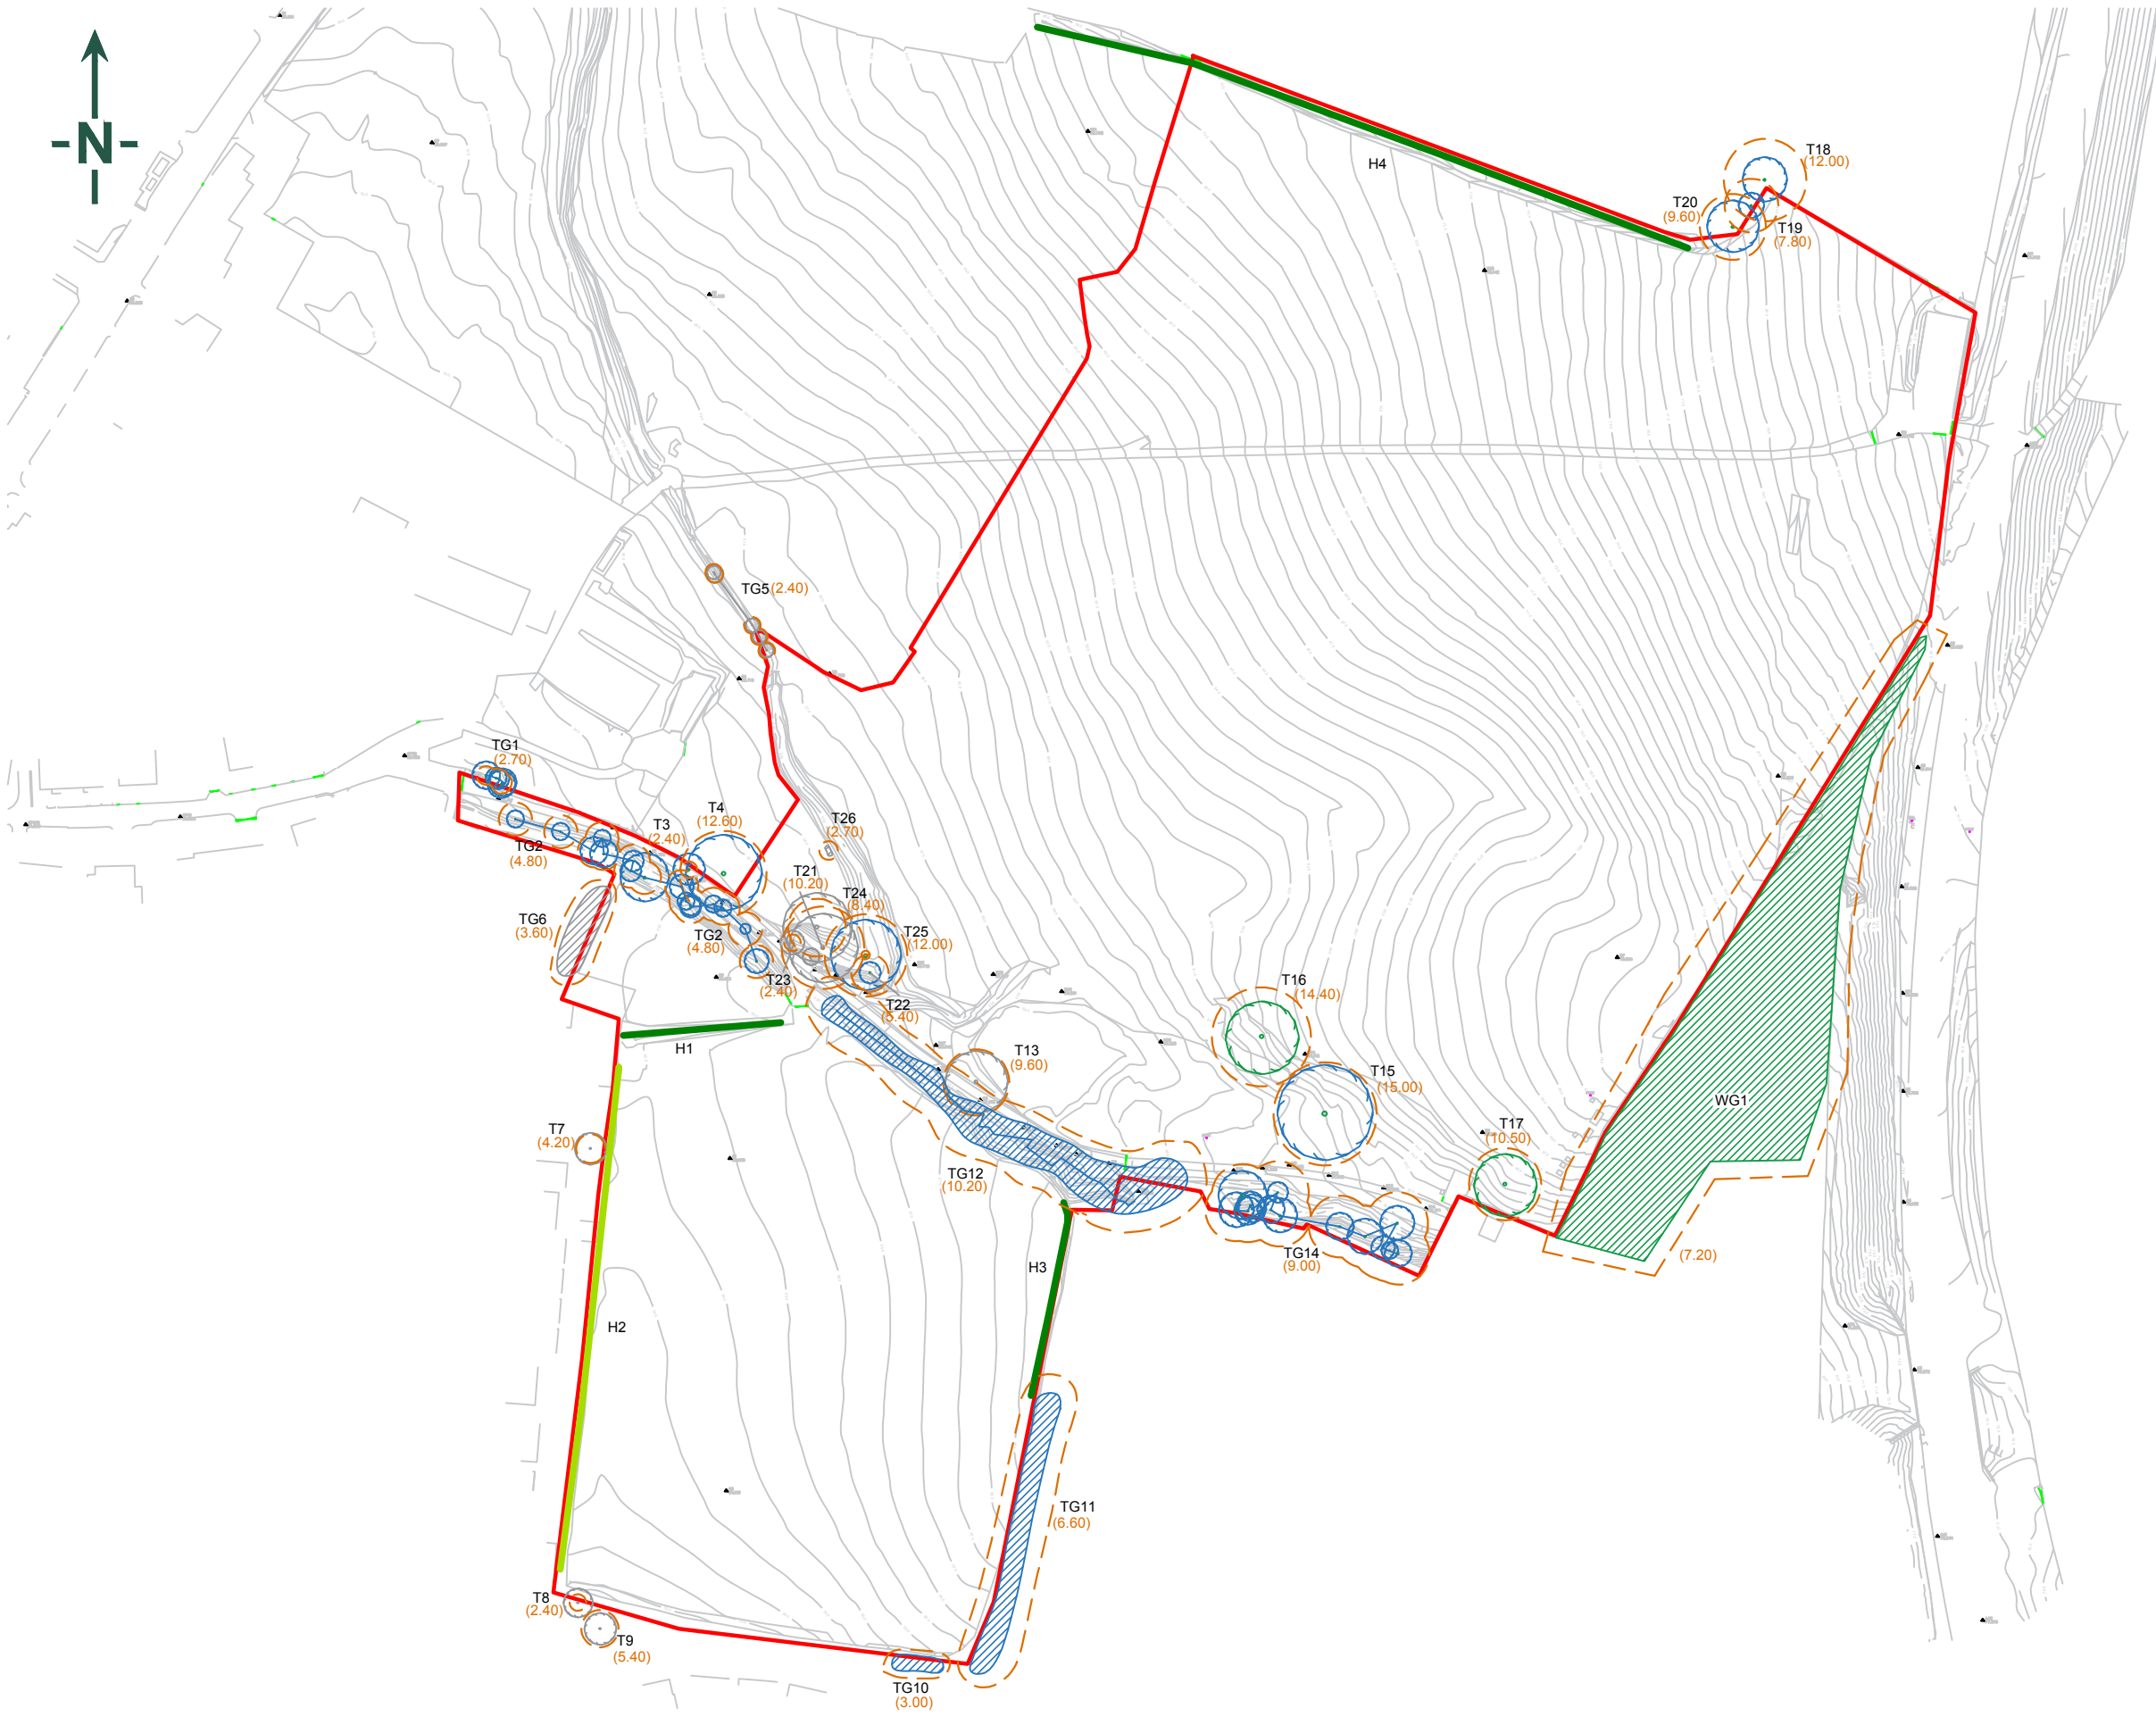 N
H4
T18
(12.00)
T20
(9.60)
T19
(7.80)
TG5 (2.40)
TG1
(2.70)
T4
(12.60)
T3
(2.40)
T26
(2.70)
TG2
(4.80)
T21
(10.20)
T24
(8.40)
TG6
(3.60)
TG2
(4.80)
T25
(12.00)
T23
(2.40)
T22
(5.40)
T16
(14.40)
H1
T13
(9.60)
T15
(15.00)
WG1
T7
(4.20)
T17
(10.50)
TG12
(10.20)
TG14
(9.00)
(7.20)
H3
H2
TG11
(6.60)
T8
(2.40)
T9
(5.40)
TG10
(3.00)